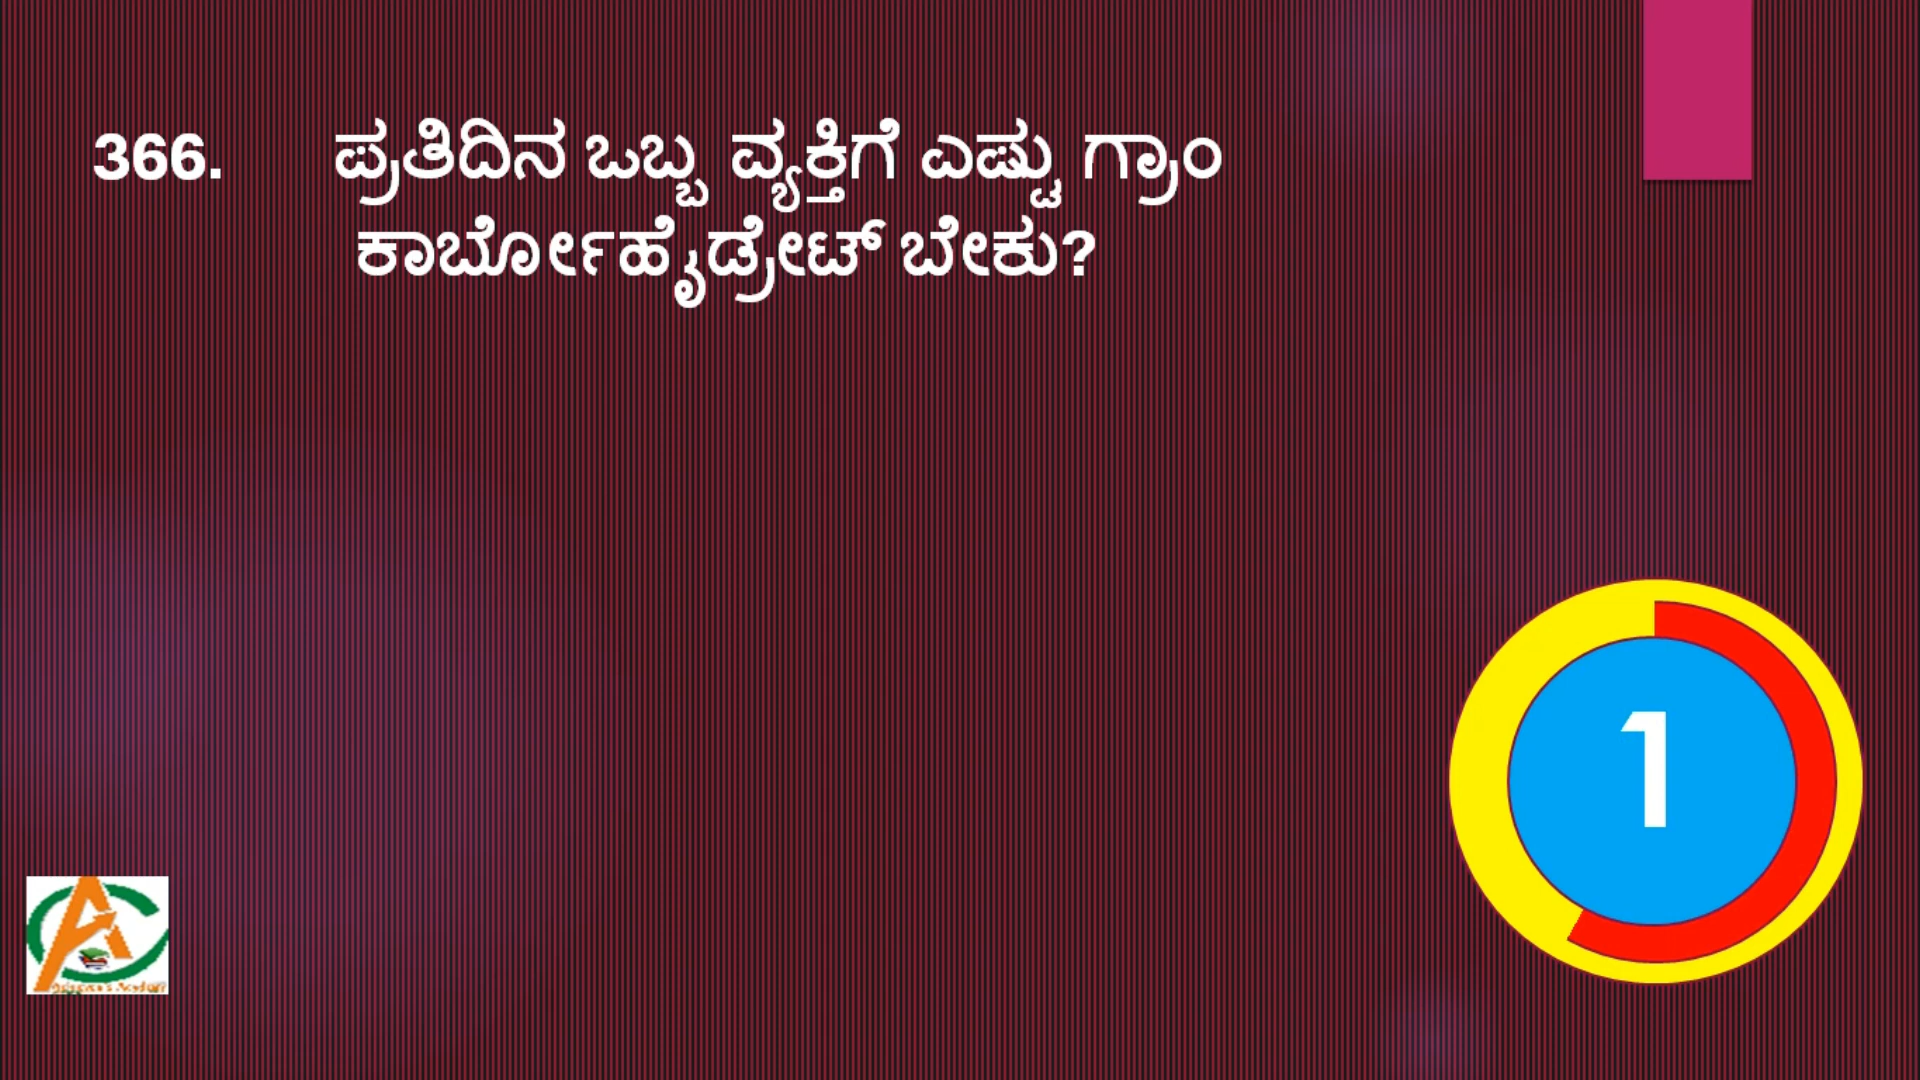 366. ಪ್ರತಿದಿನ ಒಬ್ಬ ವ್ಯಕ್ತಿಗೆ ಎಷ್ಟು ಗ್ರಾಂ
ಕಾರ್ಬೋಹೈಡ್ರೇಟ್ ಬೇಕು?
1